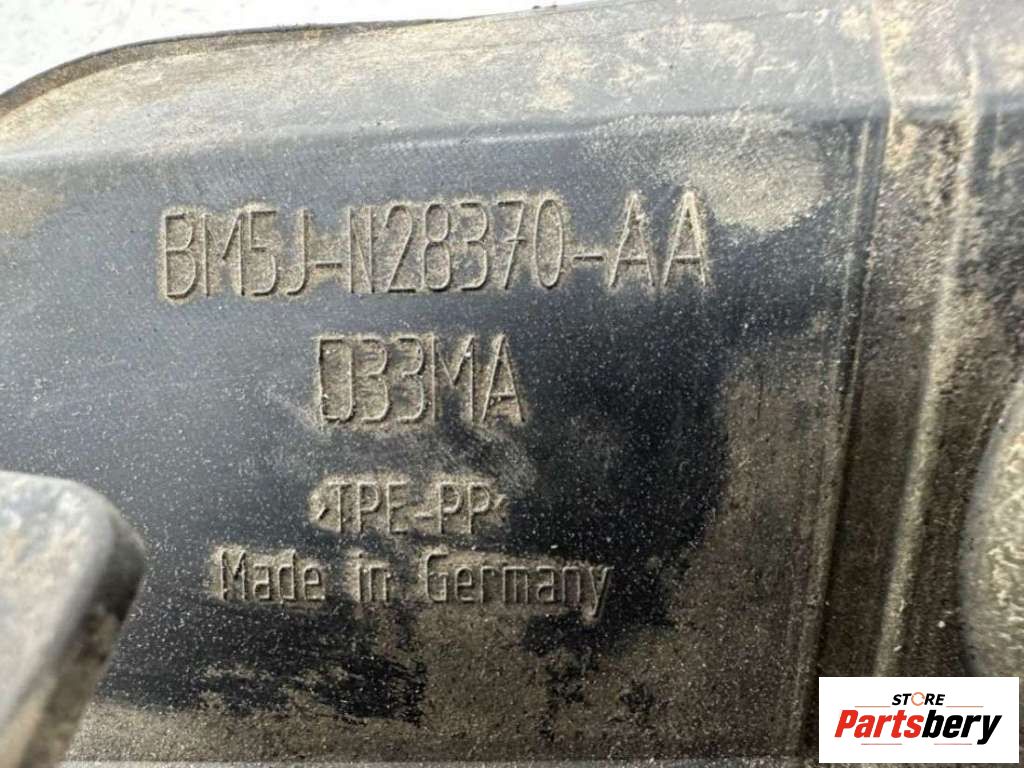 BM5J-N28370-AA
D33MA
>TPE-PP<
Made in Germany
STORE
Partsbery